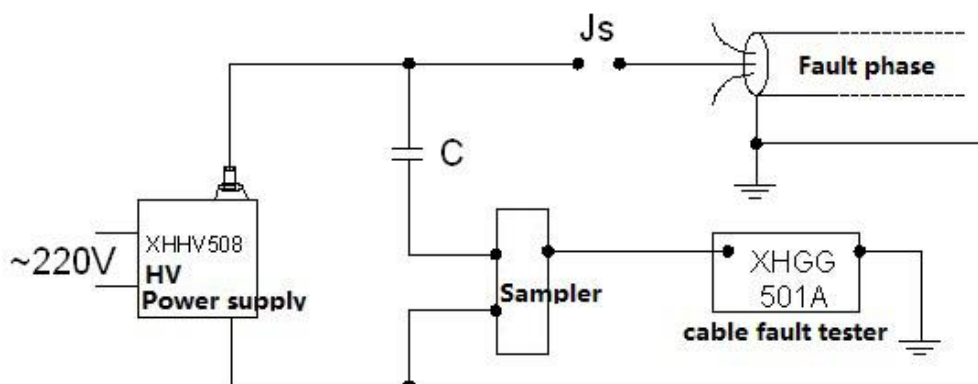 Js
Fault phase
C
~220V
XHHV508
HV
Power supply
Sampler
XHGG
501A
cable fault tester